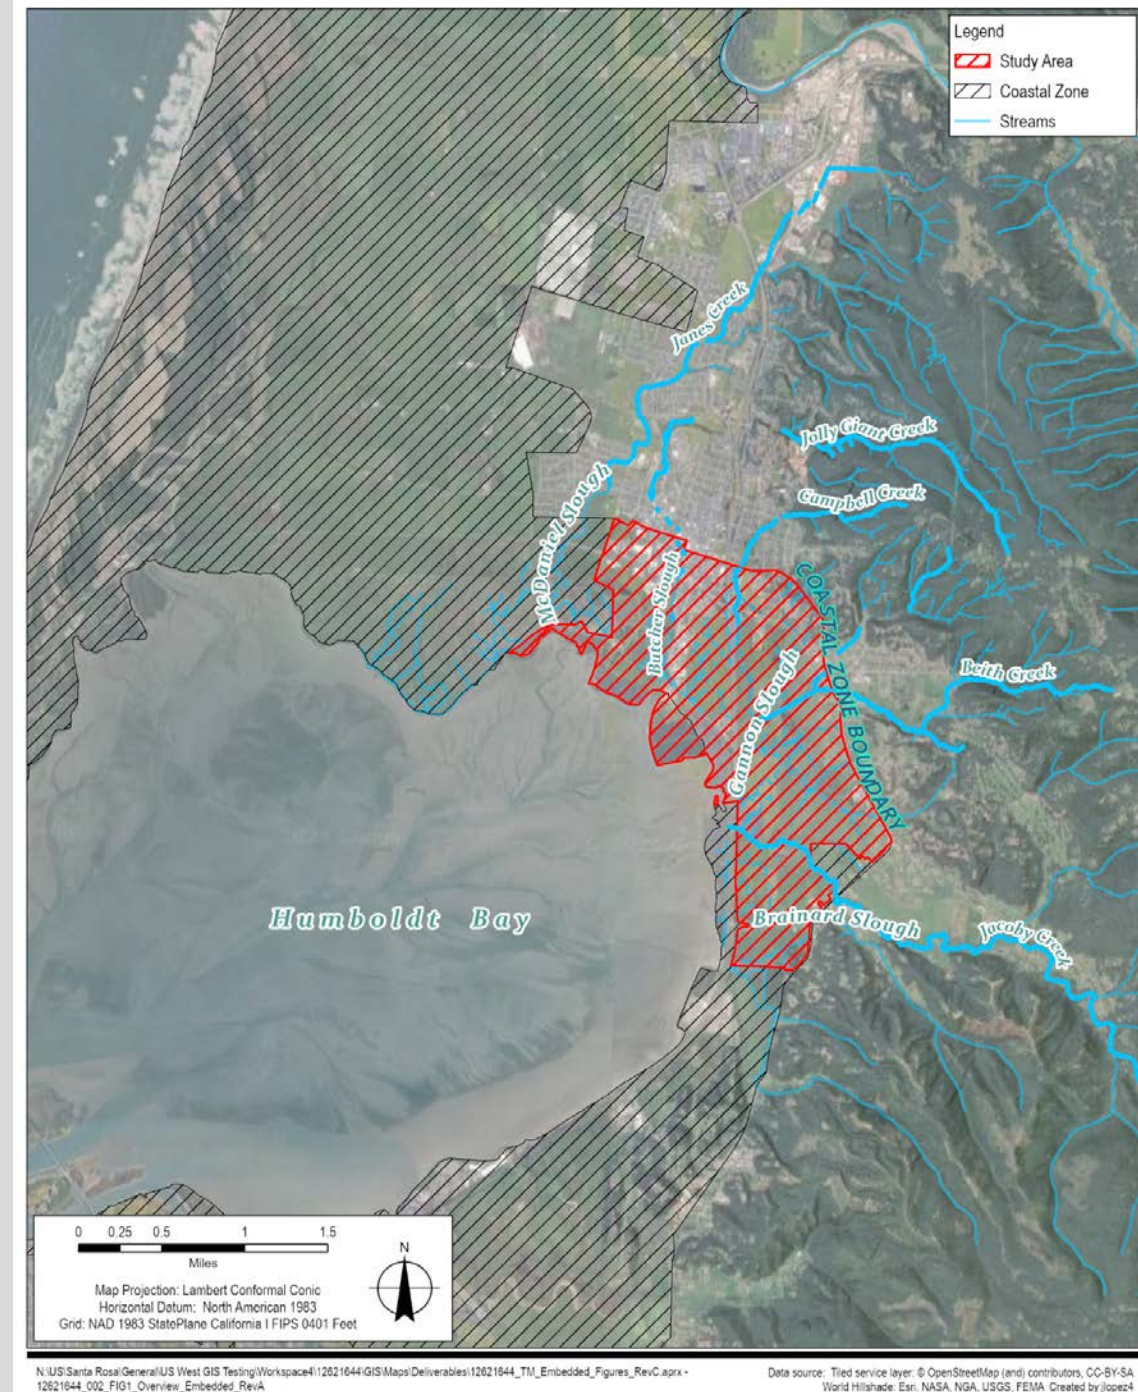 Legend
Study Area
Coastal Zone
Streams
Janes Creek
Jolly Giant Creek
Campbell Creek
McDaniel Slough
Butcher Slough
COASTAL ZONE BOUNDARY
Gannon Slough
Beith Creek
Humboldt Bay
Brainard Slough
Jacoby Creek
0 0.25 0.5 1 1.5
Miles
N
Map Projection: Lambert Conformal Conic
Horizontal Datum: North American 1983
Grid: NAD 1983 StatePlane California I FIPS 0401 Feet
N:\US\Santa Rosa\General\US West GIS Testing\Workspace4\12621644\GIS\Maps\Deliverables\12621644_TM_Embedded_Figures_RevC.aprx -
12621644_002_FIG1_Overview_Embedded_RevA
Data source: Tiled service layer: © OpenStreetMap (and) contributors, CC-BY-SA
World Hillshade: Esri, NASA, NGA, USGS, FEMA. Created by:jlopez4